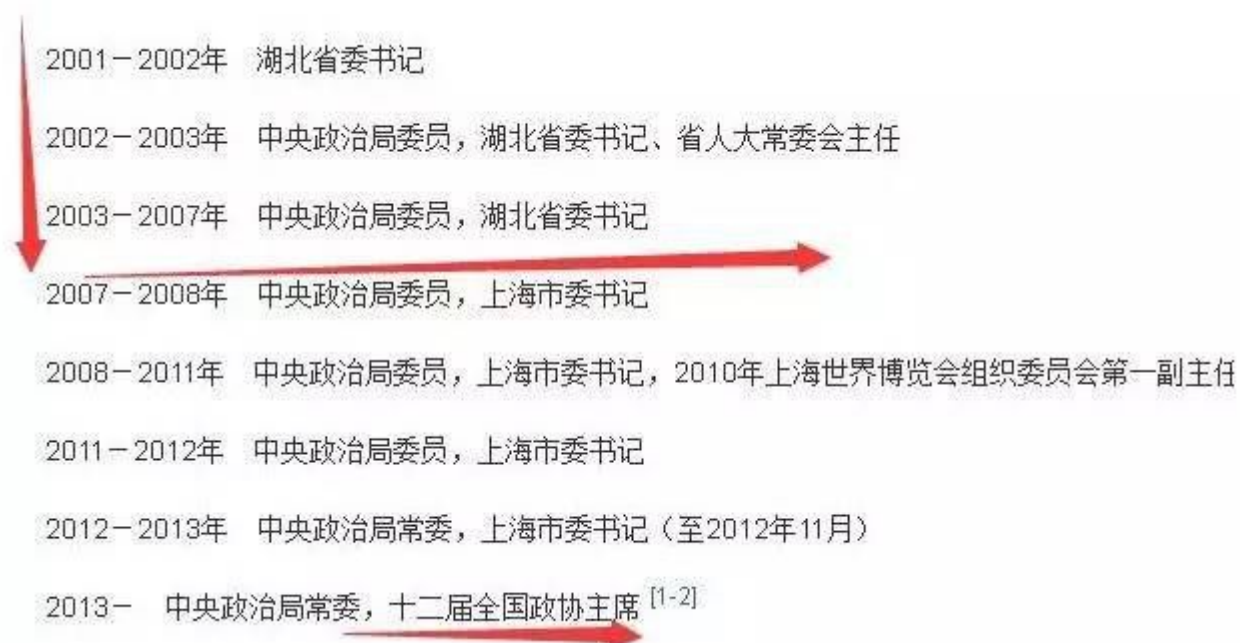 2001－2002年 湖北省委书记
2002－2003年 中央政治局委员，湖北省委书记、省人大常委会主任
2003－2007年 中央政治局委员，湖北省委书记
2007－2008年 中央政治局委员，上海市委书记
2008－2011年 中央政治局委员，上海市委书记，2010年上海世界博览会组织委员会第一副主任
2011－2012年 中央政治局委员，上海市委书记
2012－2013年 中央政治局常委，上海市委书记（至2012年11月）
2013－ 中央政治局常委，十二届全国政协主席 [1-2]